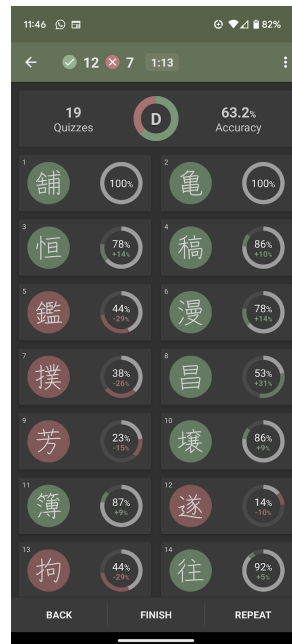 11:46 82%
12 7 1:13
19 D 63.2%
Quizzes Accuracy
1 舗 100% 2 亀 100%
3 恒 78% +14% 4 稿 86% +10%
5 鑑 44% -29% 6 漫 78% +14%
7 撲 38% -26% 8 昌 53% +31%
9 芳 23% -15% 10 壌 86% +9%
11 簿 87% +9% 12 遂 14% -10%
13 拘 44% -29% 14 往 92% +5%
BACK FINISH REPEAT